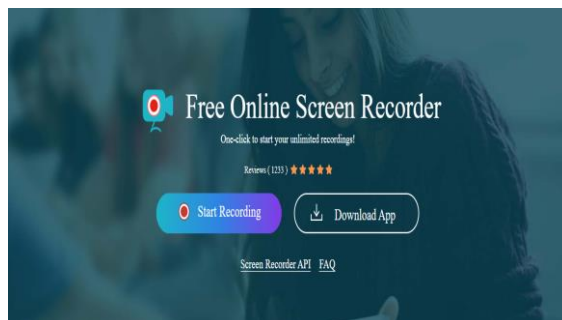 Free Online Screen Recorder
One-click to start your unlimited recordings!
Reviews ( 1233 )
Start Recording
Download App
Screen Recorder API FAQ